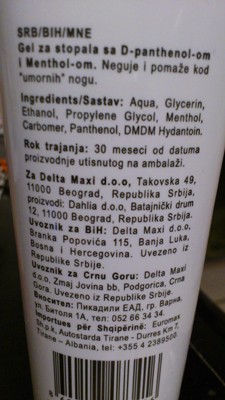 SRB/BIH/MNE
Gel za stopala sa D-panthenol-om
i Menthol-om. Neguje i pomaže kod
"umornih" nogu.
Ingredients/Sastav: Aqua, Glycerin,
Ethanol, Propylene Glycol, Menthol,
Carbomer, Panthenol, DMDM Hydantoin.
Rok trajanja: 30 meseci od datuma
proizvodnje utisnutog na ambalaži.
Za Delta Maxi d.o.o, Takovska 49,
11000 Beograd, Republika Srbija,
proizvodi: Dahlia d.o.o, Batajnički drum
12, 11000 Beograd, Republika Srbija.
Uvoznik za BiH: Delta Maxi d.o.o,
Branka Popovića 115, Banja Luka,
Bosna i Hercegovina. Uvezeno iz
Republike Srbije.
Uvoznik za Crnu Goru: Delta Maxi
d.o.o, Zmaj Jovina bb, Podgorica, Crna
Gora. Uvezeno iz Republike Srbije.
Вносител: Пикадили ЕАД, гр. Варна,
ул. Битоля 1А, тел: 052 66 34 34.
Importues për Shqipërinë: Euromax
Sh.p.k, Autostarda Tirane - Durres Km 7,
Tirane – Albania, tel: +355 4 2389500.